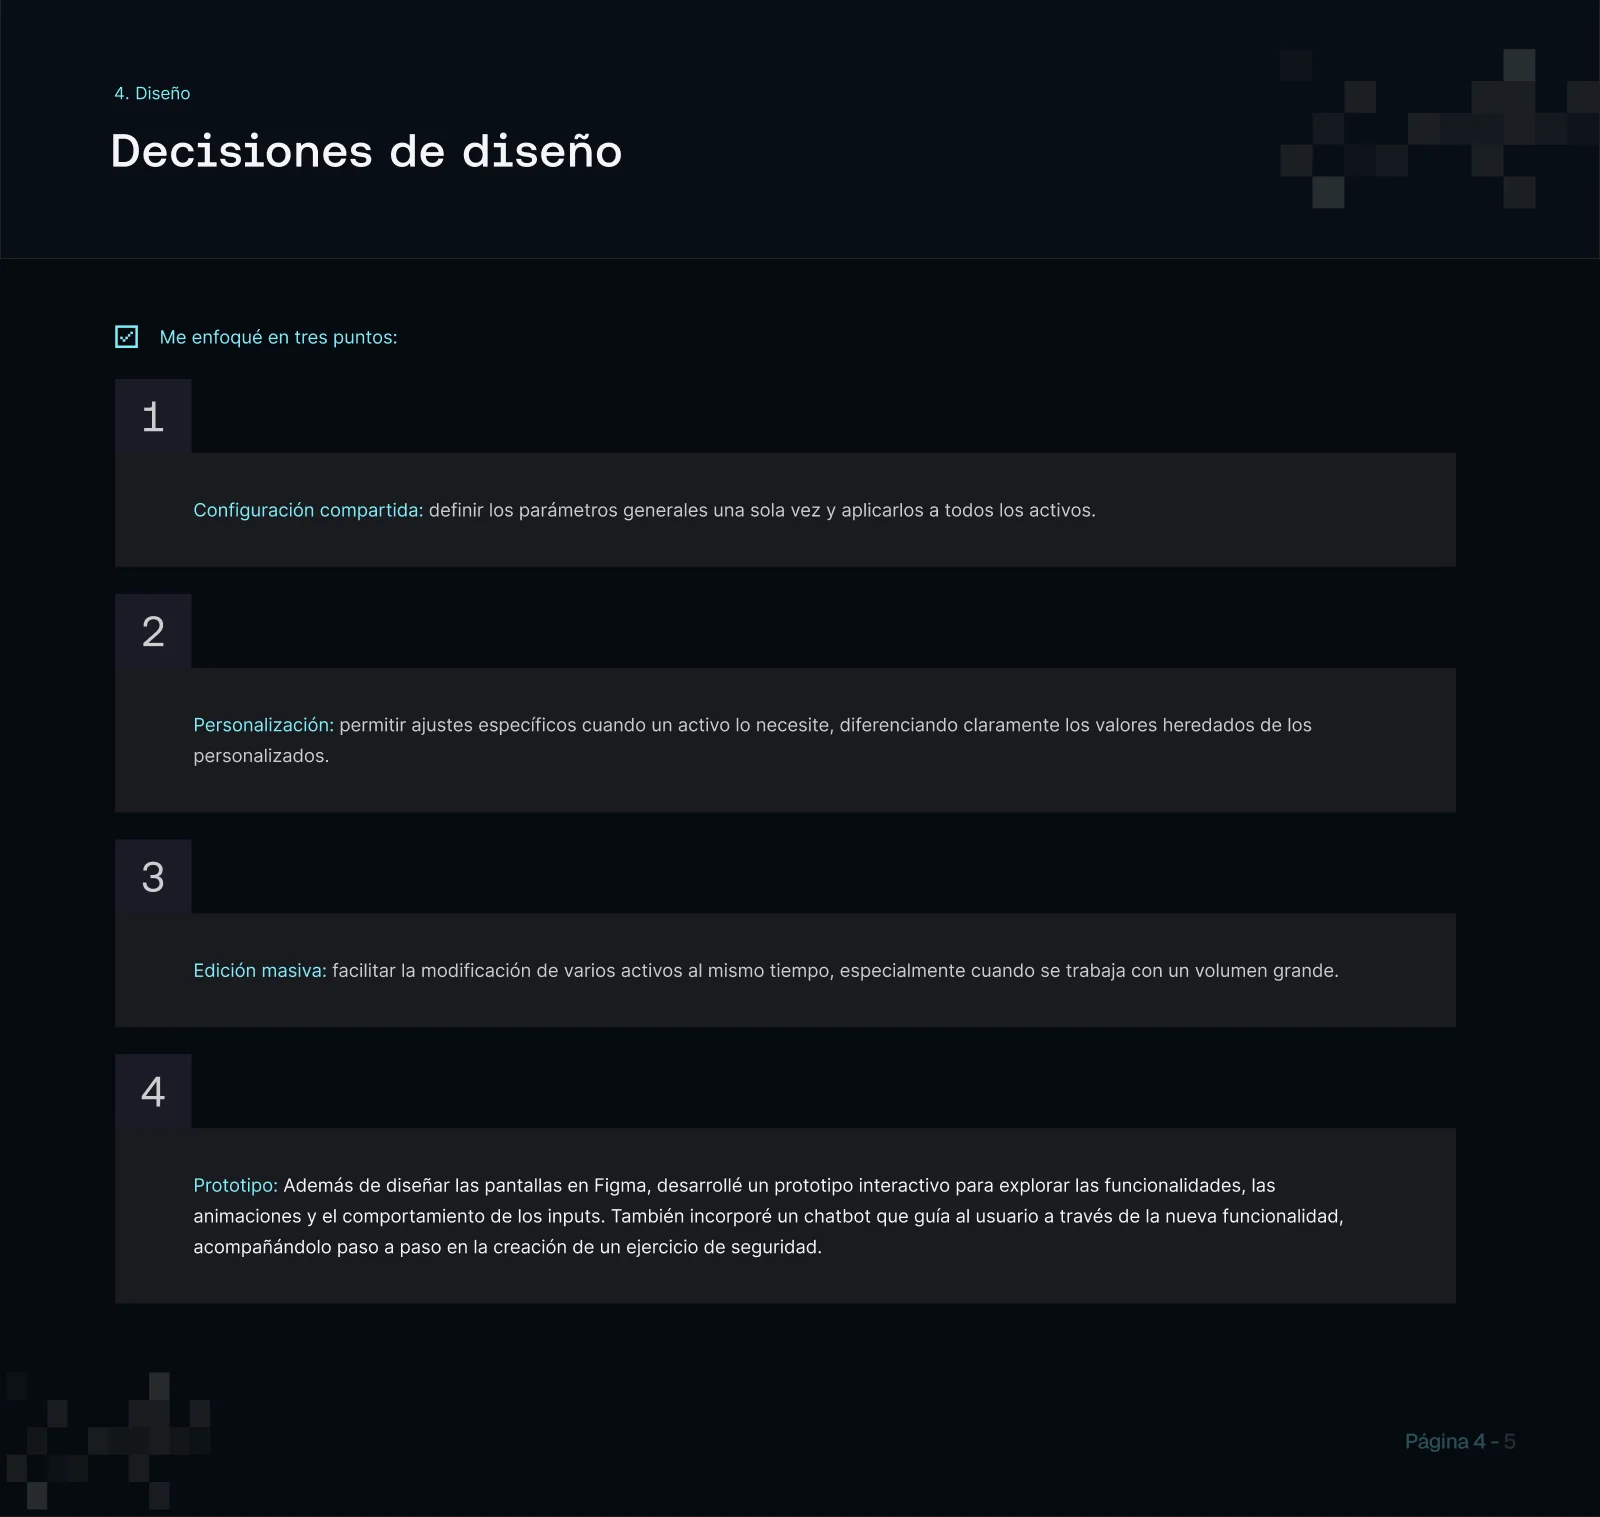 4. Diseño
Decisiones de diseño
Me enfoqué en tres puntos:
1
Configuración compartida: definir los parámetros generales una sola vez y aplicarlos a todos los activos.
2
Personalización: permitir ajustes específicos cuando un activo lo necesite, diferenciando claramente los valores heredados de los
personalizados.
3
Edición masiva: facilitar la modificación de varios activos al mismo tiempo, especialmente cuando se trabaja con un volumen grande.
4
Prototipo: Además de diseñar las pantallas en Figma, desarrollé un prototipo interactivo para explorar las funcionalidades, las
animaciones y el comportamiento de los inputs. También incorporé un chatbot que guía al usuario a través de la nueva funcionalidad,
acompañándolo paso a paso en la creación de un ejercicio de seguridad.
Página 4 - 5